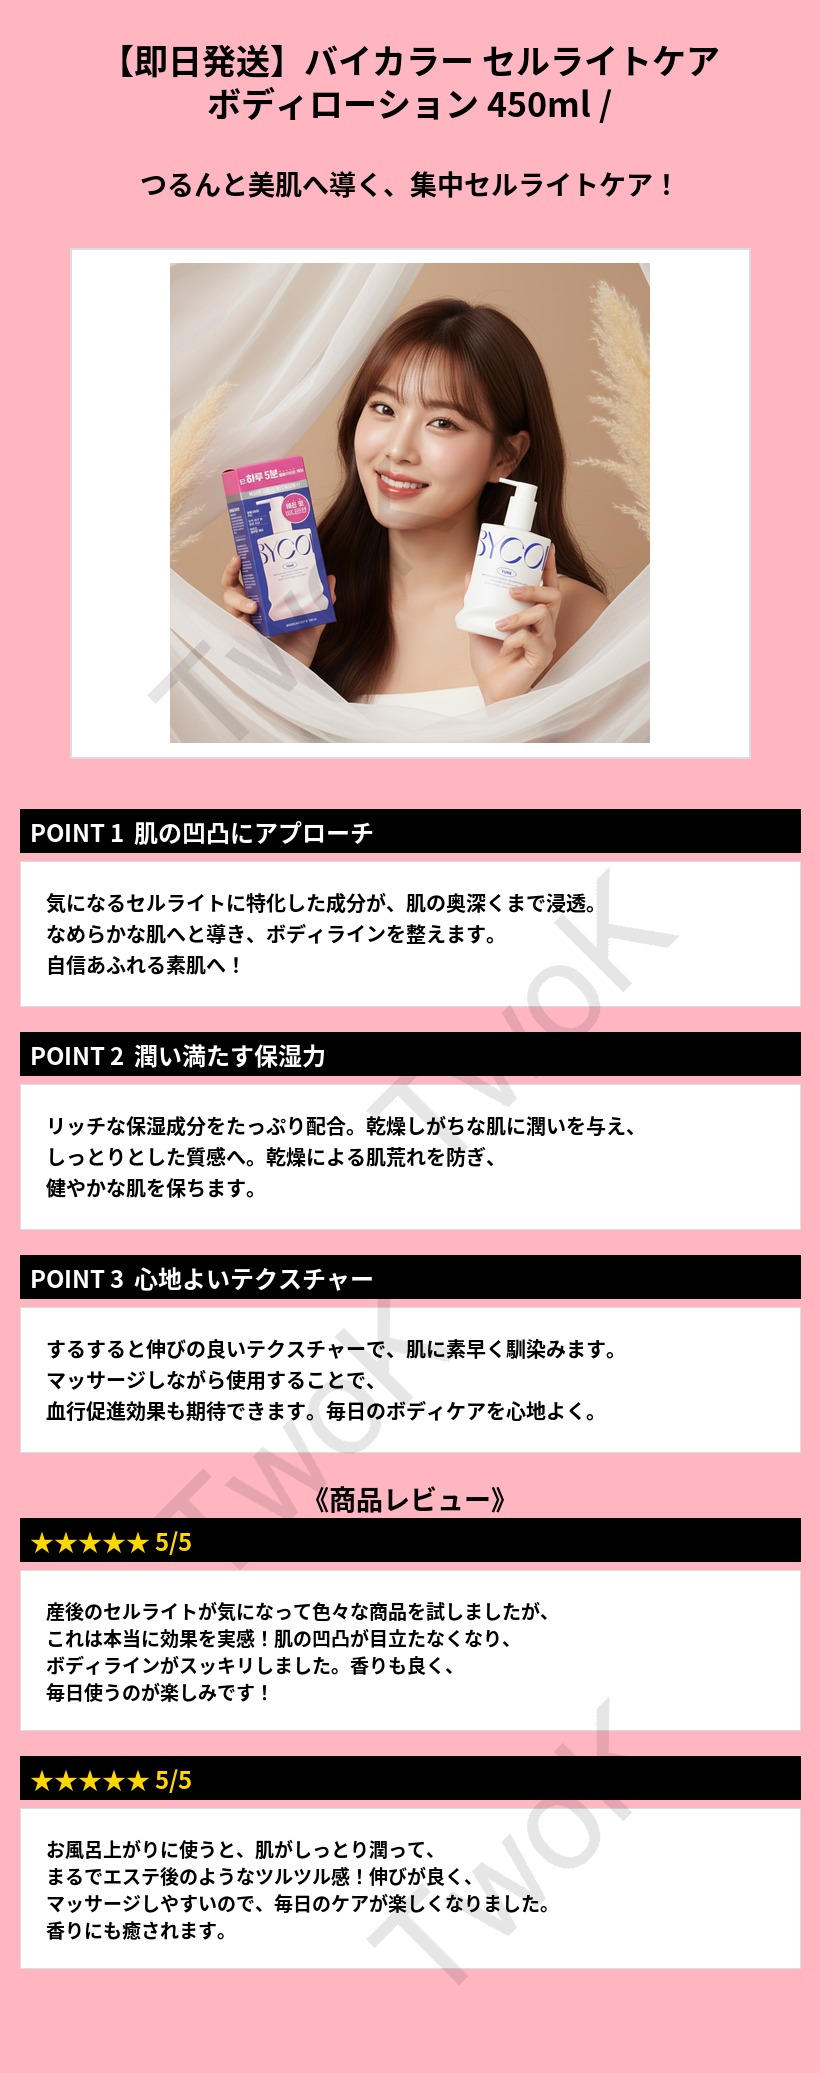 【即日発送】バイカラー セルライトケア
ボディローション 450ml /
つるんと美肌へ導く、集中セルライトケア！
단 하루 5분
BYCO
BYCO
TwoK
POINT 1 肌の凹凸にアプローチ
気になるセルライトに特化した成分が、肌の奥深くまで浸透。
なめらかな肌へと導き、ボディラインを整えます。
自信あふれる素肌へ！
TwoK
POINT 2 潤い満たす保湿力
リッチな保湿成分をたっぷり配合。乾燥しがちな肌に潤いを与え、
しっとりとした質感へ。乾燥による肌荒れを防ぎ、
健やかな肌を保ちます。
POINT 3 心地よいテクスチャー
するすると伸びの良いテクスチャーで、肌に素早く馴染みます。
マッサージしながら使用することで、
血行促進効果も期待できます。毎日のボディケアを心地よく。
TwoK
《商品レビュー》
★★★★★ 5/5
産後のセルライトが気になって色々な商品を試しましたが、
これは本当に効果を実感！肌の凹凸が目立たなくなり、
ボディラインがスッキリしました。香りも良く、
毎日使うのが楽しみです！
★★★★★ 5/5
お風呂上がりに使うと、肌がしっとり潤って、
まるでエステ後のようなツルツル感！伸びが良く、
マッサージしやすいので、毎日のケアが楽しくなりました。
香りにも癒されます。
TwoK